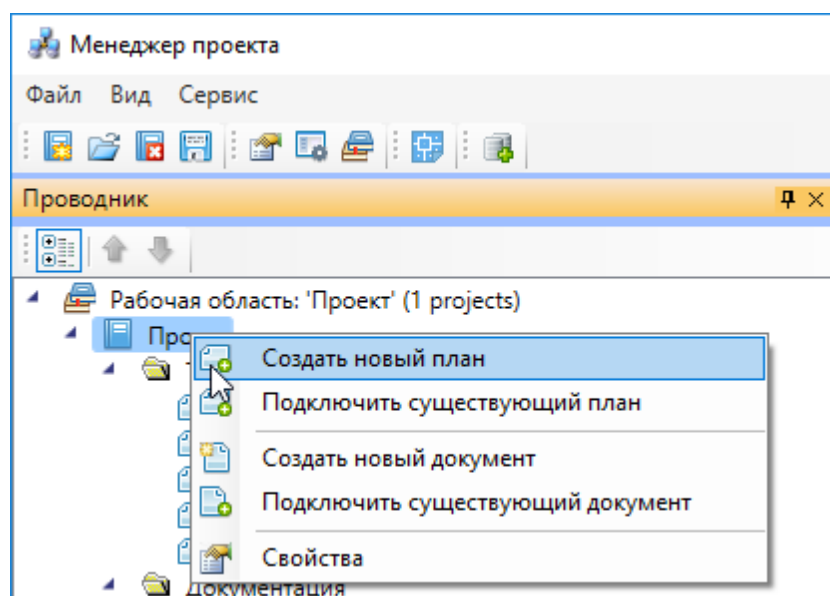 Менеджер проекта
Файл Вид Сервис
Проводник
Рабочая область: 'Проект' (1 projects)
Создать новый план
Подключить существующий план
Создать новый документ
Подключить существующий документ
Свойства
Документация